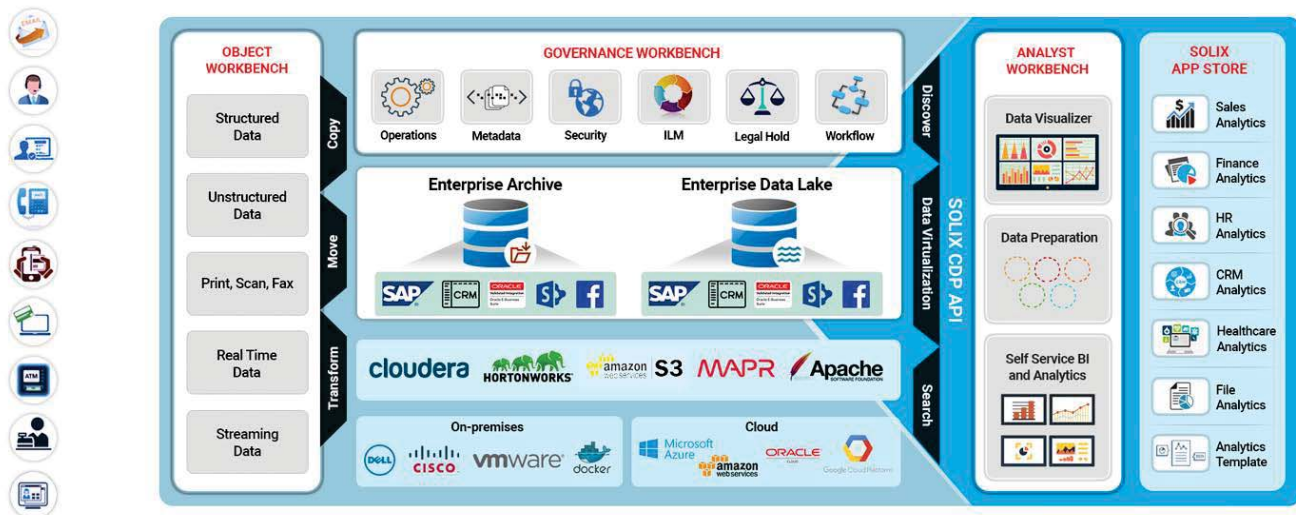 EMAIL
OBJECT
WORKBENCH
Structured
Data
Unstructured
Data
Print, Scan, Fax
Real Time
Data
Streaming
Data
Copy
Move
Transform
GOVERNANCE WORKBENCH
Operations
Metadata
Security
ILM
Legal Hold
Workflow
Enterprise Archive
SAP
CRM
ORACLE
Enterprise Data Lake
SAP
CRM
ORACLE
cloudera
HORTONWORKS
amazon
web services
S3
MAPR
Apache
SOFTWARE FOUNDATION
On-premises
DELL
CISCO
vmware
docker
Cloud
Microsoft
Azure
amazon
web services
ORACLE
Google Cloud Platform
Discover
Data Virtualization
Search
SOLIX CDP API
ANALYST
WORKBENCH
Data Visualizer
Data Preparation
Self Service BI
and Analytics
SOLIX
APP STORE
Sales
Analytics
Finance
Analytics
HR
Analytics
CRM
Analytics
Healthcare
Analytics
File
Analytics
Analytics
Template
ATM